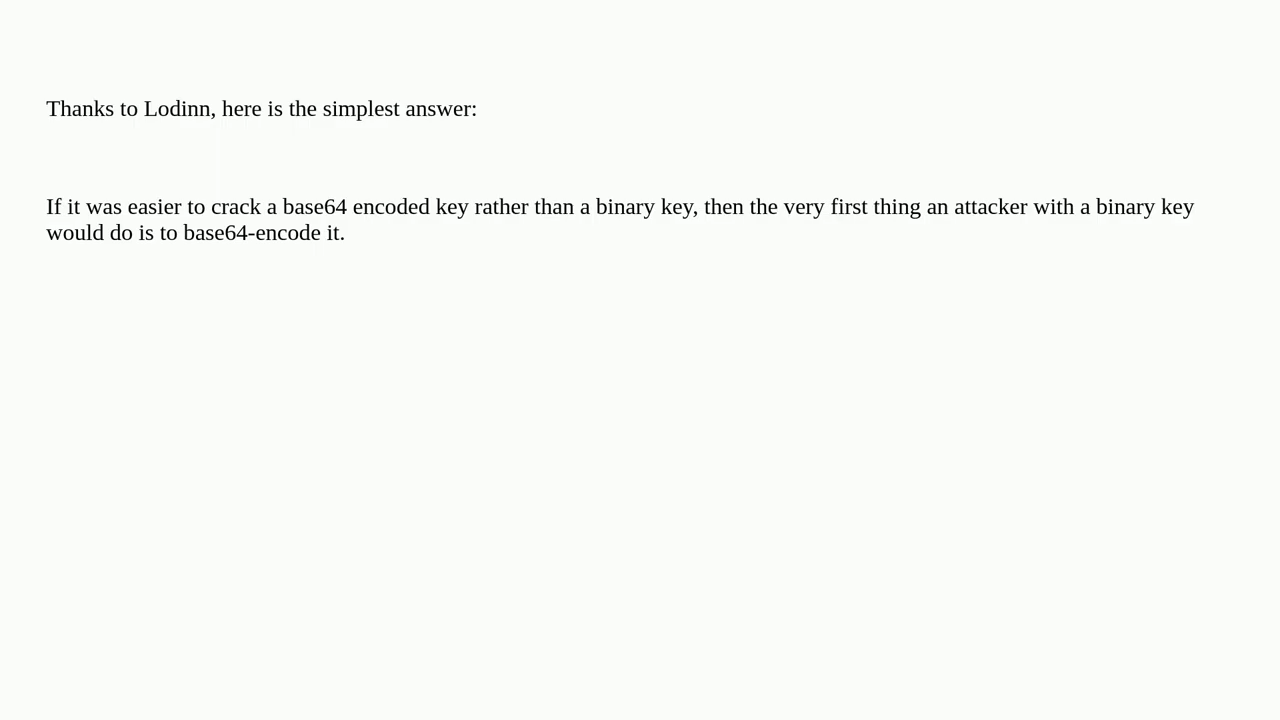 Thanks to Lodinn, here is the simplest answer:
If it was easier to crack a base64 encoded key rather than a binary key, then the very first thing an attacker with a binary key
would do is to base64-encode it.